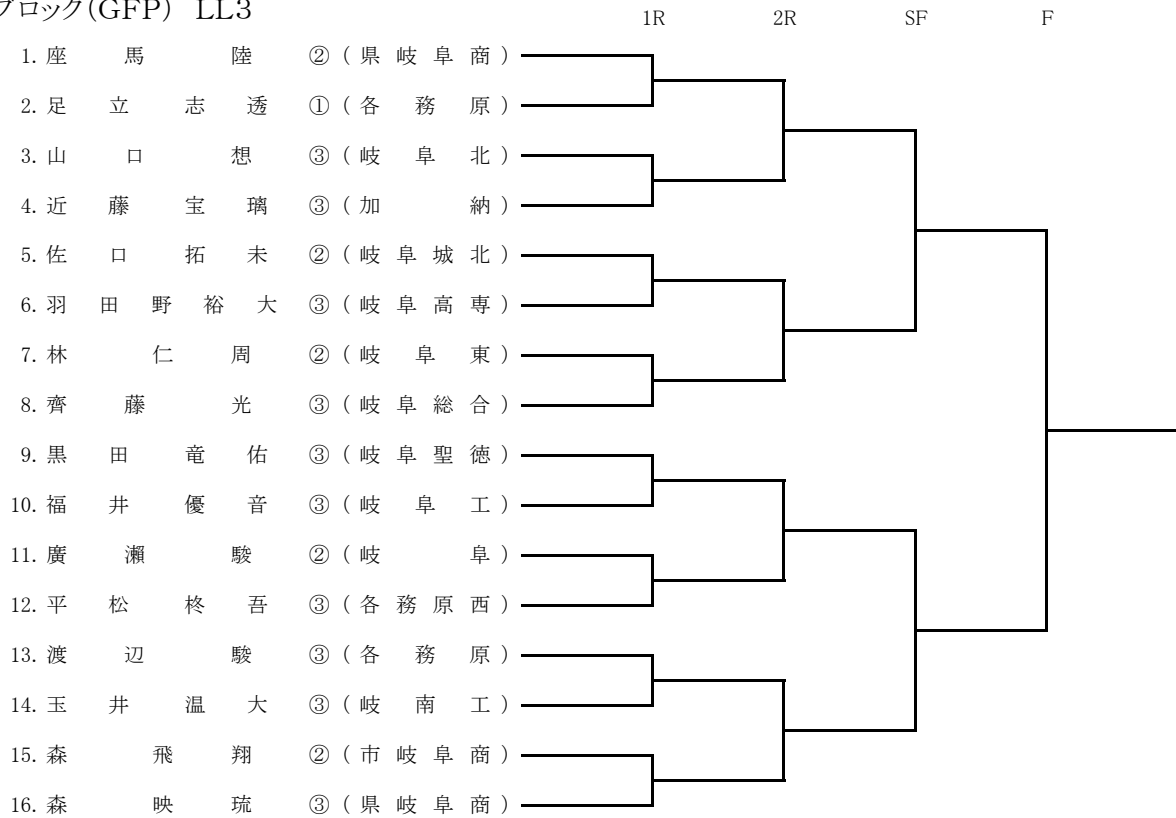 ブロック(GFP) LL3
1R 2R SF F
1. 座 馬 陸 ② ( 県 岐 阜 商 )
2. 足 立 志 透 ① ( 各 務 原 )
3. 山 口 想 ③ ( 岐 阜 北 )
4. 近 藤 宝 璃 ③ ( 加 納 )
5. 佐 口 拓 未 ② ( 岐 阜 城 北 )
6. 羽 田 野 裕 大 ③ ( 岐 阜 高 専 )
7. 林 仁 周 ② ( 岐 阜 東 )
8. 齊 藤 光 ③ ( 岐 阜 総 合 )
9. 黒 田 竜 佑 ③ ( 岐 阜 聖 徳 )
10. 福 井 優 音 ③ ( 岐 阜 工 )
11. 廣 瀬 駿 ② ( 岐 阜 )
12. 平 松 柊 吾 ③ ( 各 務 原 西 )
13. 渡 辺 駿 ③ ( 各 務 原 )
14. 玉 井 温 大 ③ ( 岐 南 工 )
15. 森 飛 翔 ② ( 市 岐 阜 商 )
16. 森 映 琉 ③ ( 県 岐 阜 商 )